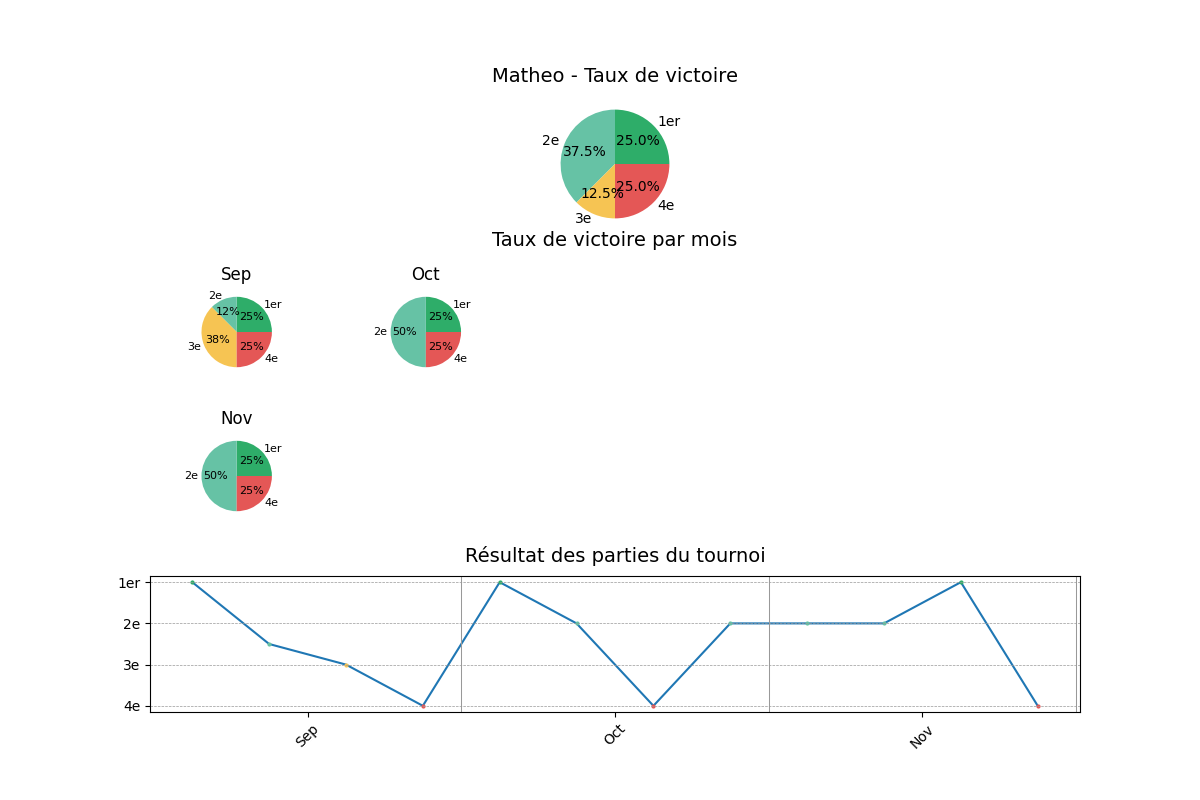 Matheo - Taux de victoire
1er
25.0%
2e
37.5%
3e
12.5%
4e
25.0%
Taux de victoire par mois
Sep
1er
25%
2e
12%
3e
38%
4e
25%
Oct
1er
25%
2e
50%
4e
25%
Nov
1er
25%
2e
50%
4e
25%
Résultat des parties du tournoi
1er
2e
3e
4e
Sep
Oct
Nov